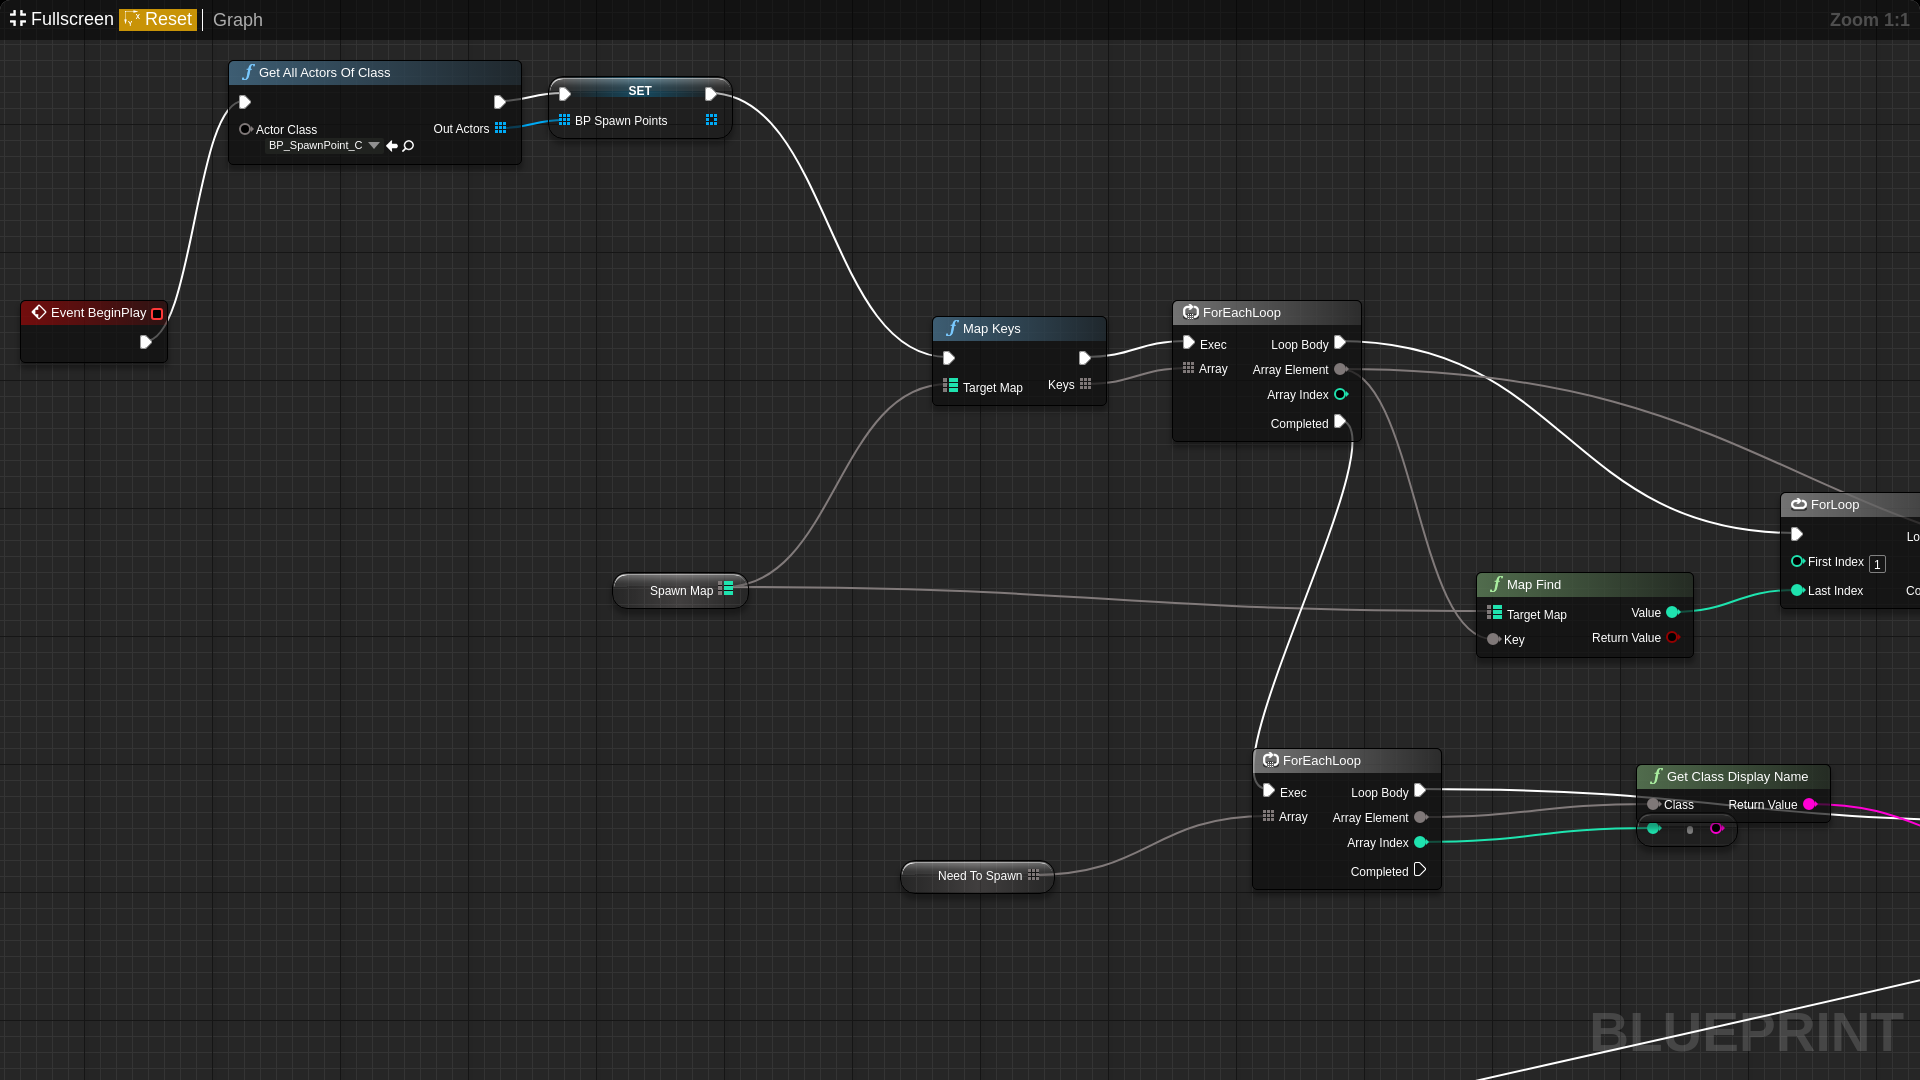 Fullscreen Reset Graph
Zoom 1:1
Get All Actors Of Class
Actor Class
BP_SpawnPoint_C
Out Actors
SET
BP Spawn Points
Event BeginPlay
Map Keys
Target Map
Keys
ForEachLoop
Exec
Loop Body
Array
Array Element
Array Index
Completed
ForLoop
Lo
First Index 1
Last Index
Co
Spawn Map
Map Find
Target Map
Value
Key
Return Value
ForEachLoop
Exec
Loop Body
Array
Array Element
Array Index
Completed
Get Class Display Name
Class
Return Value
Need To Spawn
BLUEPRINT